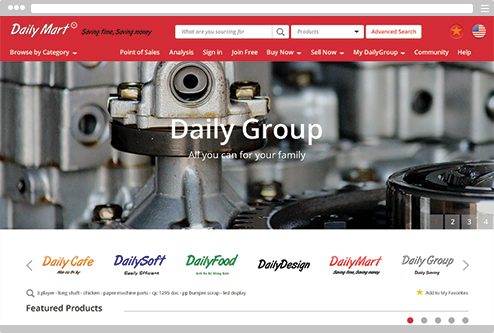 Daily Mart Saving time, Saving money What are you sourcing for Products Advanced Search
Browse by Category Point of Sales Analysis Sign in Join Free Buy Now Sell Now My DailyGroup Community Help
Daily Group
All you can for your family
1 2 3 4
Daily Cafe DailySoft DailyFood DailyDesign DailyMart Daily Group
Easily Efficient Saving time, Saving money Daily Saving
3 player - long shaft - chicken - paper machine parts - cjc 1295 dac - pp bumper scrap - led display Add to My Favorites
Featured Products